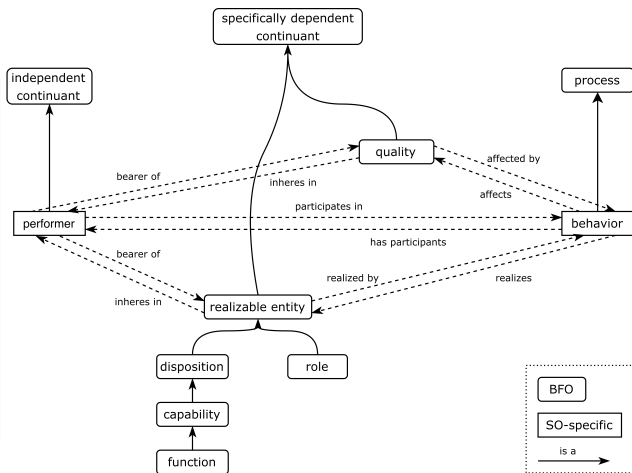 specifically dependent
continuant
independent
continuant
process
quality
bearer of
affected by
inheres in
affects
participates in
performer
behavior
has participants
bearer of
realized by
inheres in
realizes
realizable entity
disposition
role
capability
function
BFO
SO-specific
is a